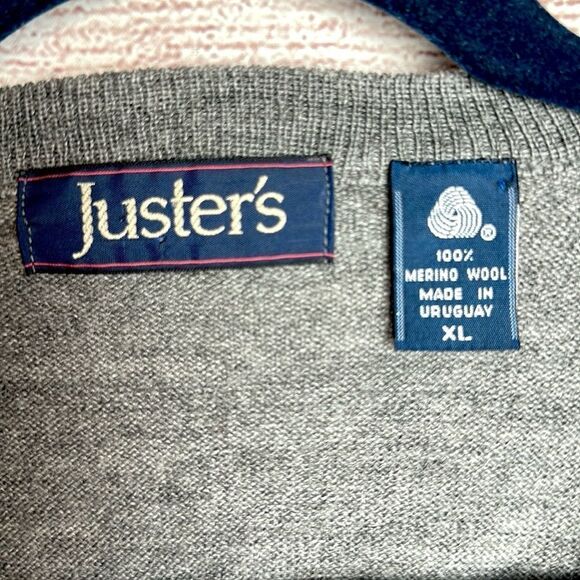 Juster's
®
100%
MERINO WOOL
MADE IN
URUGUAY
XL